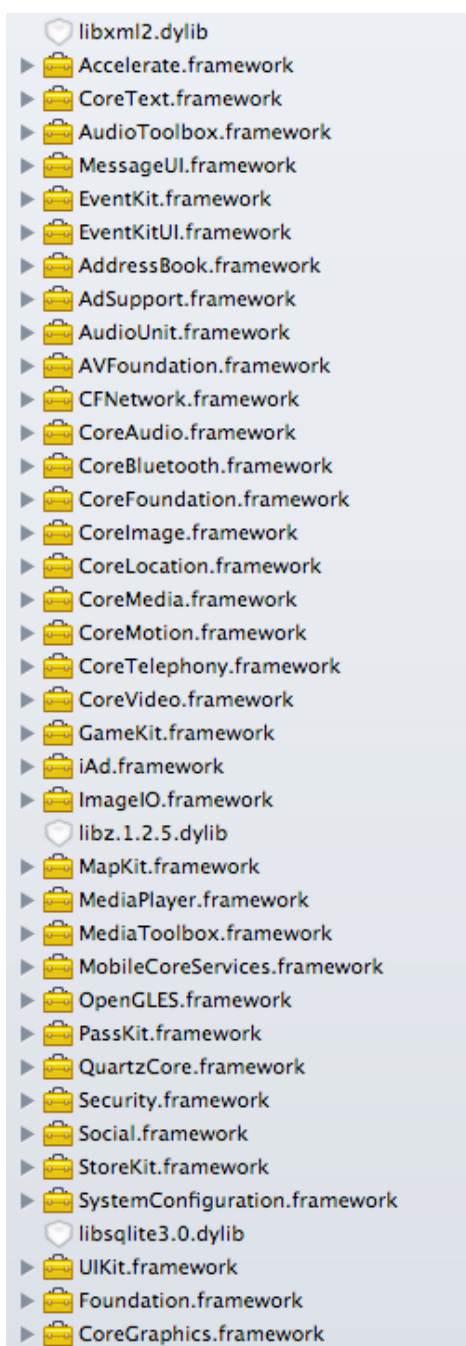 libxml2.dylib
Accelerate.framework
CoreText.framework
AudioToolbox.framework
MessageUI.framework
EventKit.framework
EventKitUI.framework
AddressBook.framework
AdSupport.framework
AudioUnit.framework
AVFoundation.framework
CFNetwork.framework
CoreAudio.framework
CoreBluetooth.framework
CoreFoundation.framework
CoreImage.framework
CoreLocation.framework
CoreMedia.framework
CoreMotion.framework
CoreTelephony.framework
CoreVideo.framework
GameKit.framework
iAd.framework
ImageIO.framework
libz.1.2.5.dylib
MapKit.framework
MediaPlayer.framework
MediaToolbox.framework
MobileCoreServices.framework
OpenGLES.framework
PassKit.framework
QuartzCore.framework
Security.framework
Social.framework
StoreKit.framework
SystemConfiguration.framework
libsqlite3.0.dylib
UIKit.framework
Foundation.framework
CoreGraphics.framework